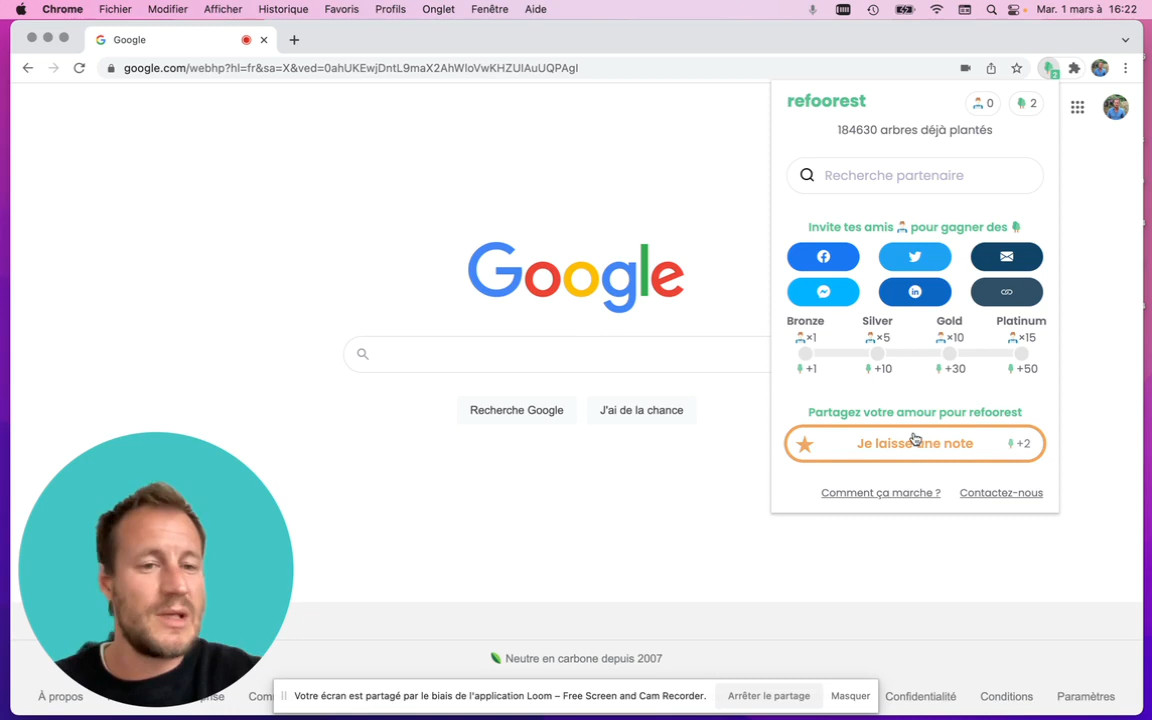 Chrome Fichier Modifier Afficher Historique Favoris Profils Onglet Fenêtre Aide Mar. 1 mars à 16:22
Google
google.com/webhp?hl=fr&sa=X&ved=0ahUKEwjDntL9maX2AhWloVwKHZUlAuUQPAgI
2
refoorest 0 2
184630 arbres déjà plantés
Recherche partenaire
Invite tes amis pour gagner des
Bronze Silver Gold Platinum
×1 ×5 ×10 ×15
+1 +10 +30 +50
Partagez votre amour pour refoorest
Je laisse une note +2
Comment ça marche ? Contactez-nous
Google
Recherche Google J'ai de la chance
Neutre en carbone depuis 2007
Votre écran est partagé par le biais de l'application Loom – Free Screen and Cam Recorder. Arrêter le partage Masquer
À propos Confidentialité Conditions Paramètres